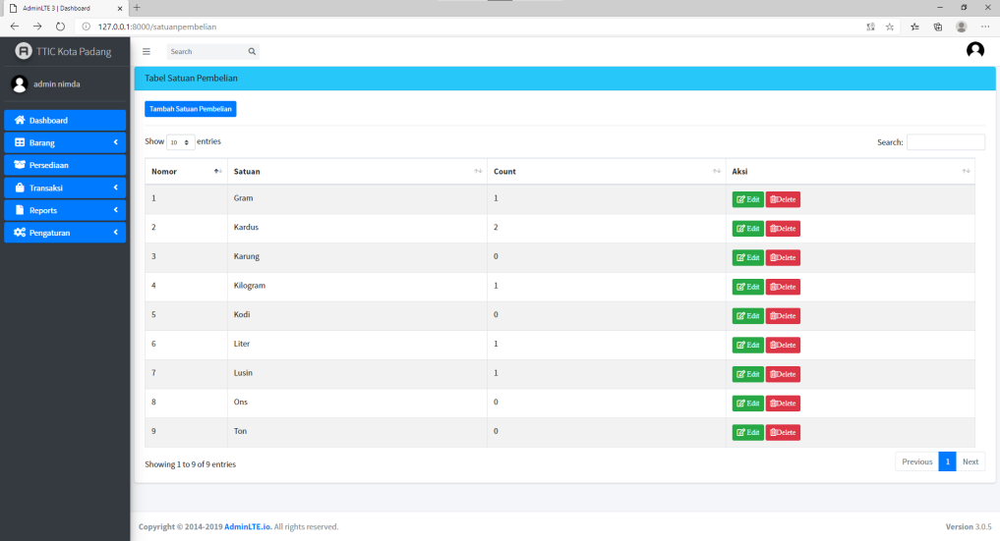 AdminLTE 3 | Dashboard
127.0.0.1:8000/satuanpembelian
TTIC Kota Padang
Search
admin nimda
Dashboard
Barang
Persediaan
Transaksi
Reports
Pengaturan
Tabel Satuan Pembelian
Tambah Satuan Pembelian
Show 10 entries
Search:
Nomor Satuan Count Aksi
1 Gram 1 Edit Delete
2 Kardus 2 Edit Delete
3 Karung 0 Edit Delete
4 Kilogram 1 Edit Delete
5 Kodi 0 Edit Delete
6 Liter 1 Edit Delete
7 Lusin 1 Edit Delete
8 Ons 0 Edit Delete
9 Ton 0 Edit Delete
Showing 1 to 9 of 9 entries
Previous 1 Next
Copyright © 2014-2019 AdminLTE.io. All rights reserved.
Version 3.0.5